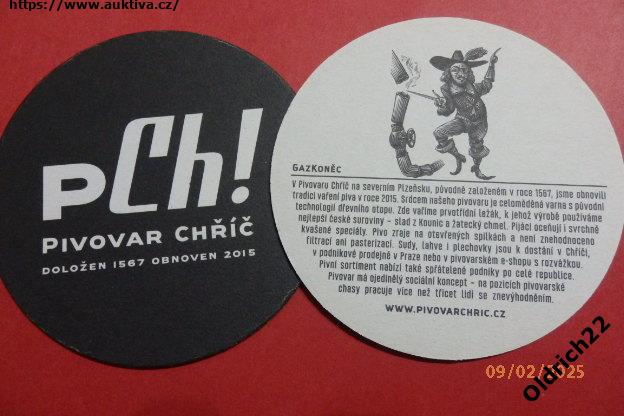 https://www.auktiva.cz/
PCh!
PIVOVAR CHŘÍČ
DOLOŽEN 1567 OBNOVEN 2015
GAZKONĚC
V Pivovaru Chříč na severním Plzeňsku, původně založeném v roce 1567, jsme obnovili
tradici vaření piva v roce 2015. Srdcem našeho pivovaru je celoměděná varna s původní
technologií dřevního otopu. Zde vaříme prvotřídní ležák, k jehož výrobě používáme
nejlepší české suroviny - slad z Kounic a žatecký chmel. Pijáci ocení i svrchně
kvašené speciály. Pivo zraje na otevřených spilkách a není znehodnoceno
filtrací ani pasterizací. Sudy, lahve i plechovky jsou k dostání v Chříči,
v podnikové prodejně v Praze nebo v pivovarském e-shopu s rozvážkou.
Pivní sortiment nabízí také spřátelené podniky po celé republice.
Pivovar má ojedinělý sociální koncept - na pozicích pivovarské
chasy pracuje více než třicet lidí se znevýhodněním.
WWW.PIVOVARCHRIC.CZ
09/02/2025
Oldrich22